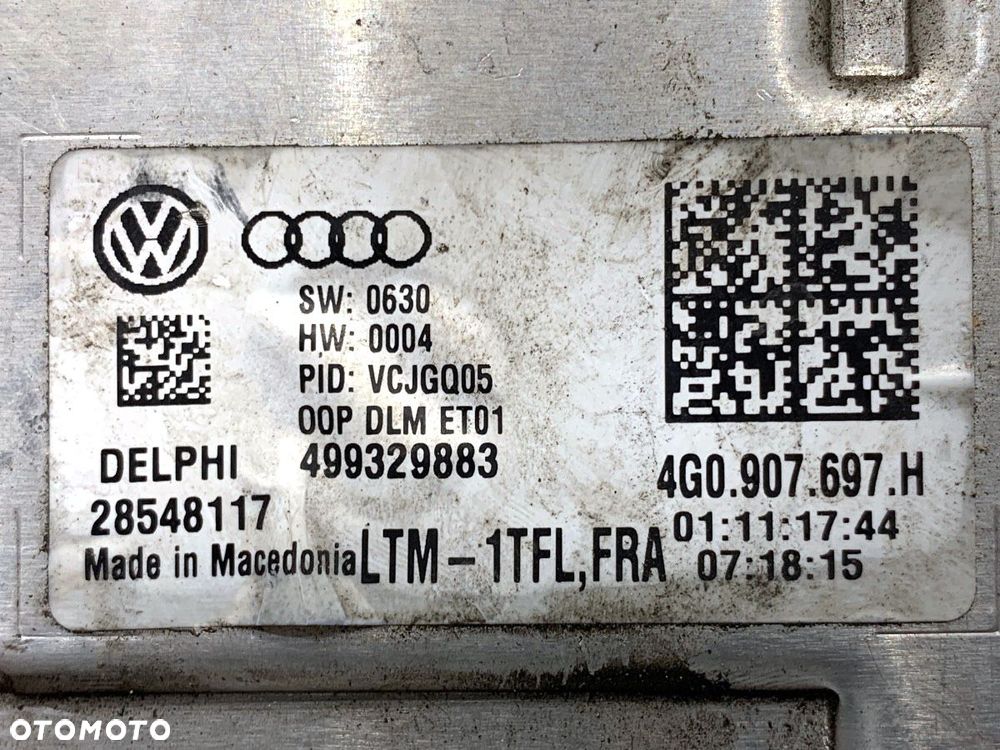 SW: 0630
HW: 0004
PID: VCJGQ05
00P DLM ET01
DELPHI 499329883
28548117
Made in Macedonia LTM-1TFL,FRA
4G0.907.697.H
01:11:17:44
07:18:15
OTOMOTO